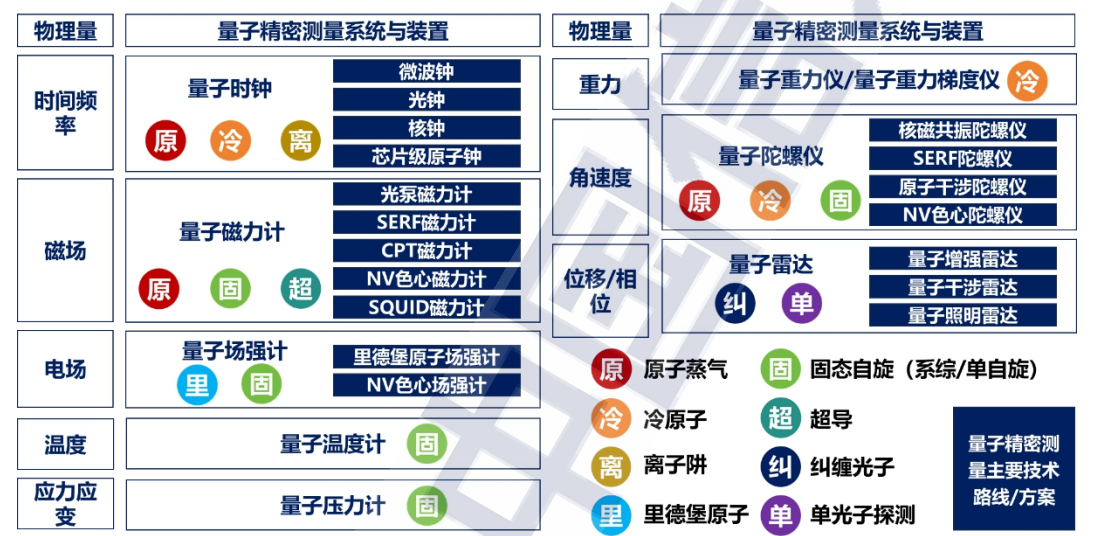 物理量
量子精密测量系统与装置
时间频
率
量子时钟
原
冷
离
微波钟
光钟
核钟
芯片级原子钟
磁场
量子磁力计
原
固
超
光泵磁力计
SERF磁力计
CPT磁力计
NV色心磁力计
SQUID磁力计
电场
量子场强计
里
固
里德堡原子场强计
NV色心场强计
温度
量子温度计
固
应力应
变
量子压力计
固
物理量
量子精密测量系统与装置
重力
量子重力仪/量子重力梯度仪
冷
角速度
量子陀螺仪
原
冷
固
核磁共振陀螺仪
SERF陀螺仪
原子干涉陀螺仪
NV色心陀螺仪
位移/相
位
量子雷达
纠
单
量子增强雷达
量子干涉雷达
量子照明雷达
原 原子蒸气
固 固态自旋（系综/单自旋）
冷 冷原子
超 超导
离 离子阱
纠 纠缠光子
里 里德堡原子
单 单光子探测
量子精密测
量主要技术
路线/方案
中国信